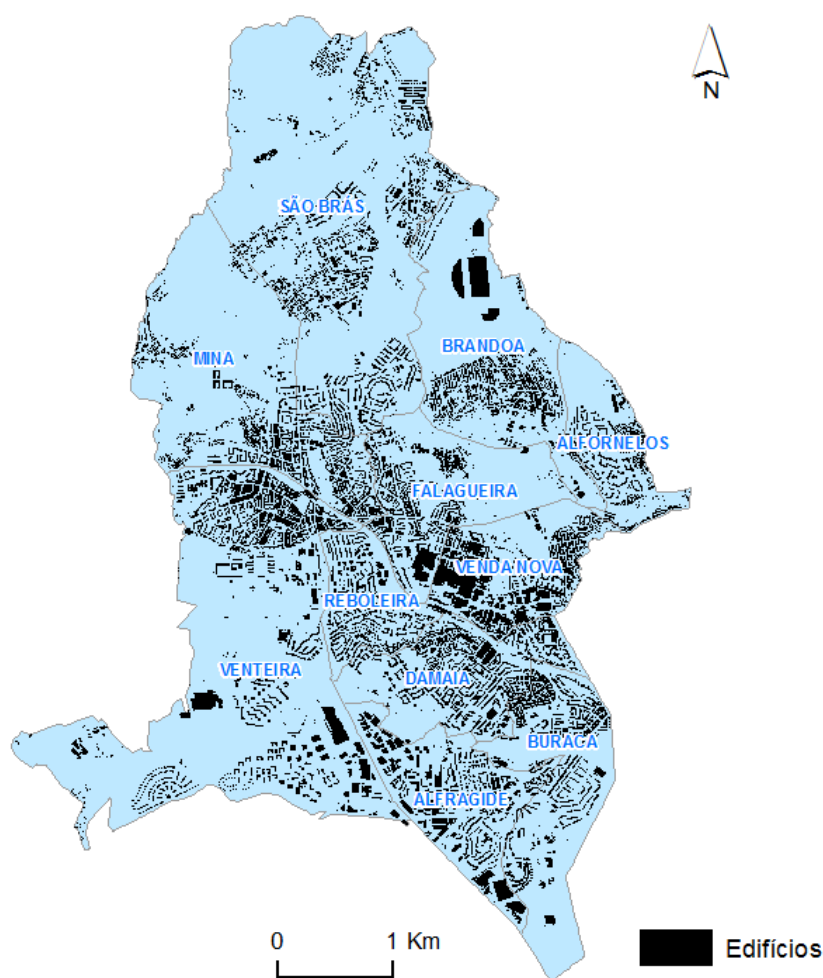 N
SÃO BRÁS
BRANDOA
MINA
ALFORNELOS
FALAGUEIRA
VENDA NOVA
REBOLEIRA
VENTEIRA
DAMAIA
BURACA
ALFRAGIDE
0 1 Km
Edifícios